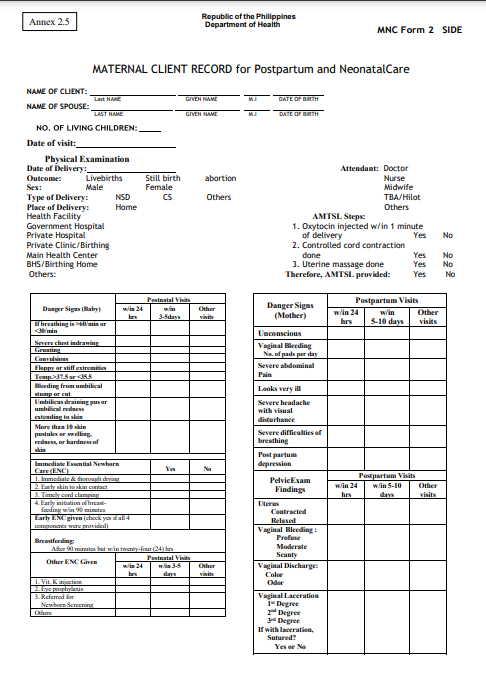 Annex 2.5
Republic of the Philippines
Department of Health
MNC Form 2 SIDE
MATERNAL CLIENT RECORD for Postpartum and NeonatalCare
NAME OF CLIENT:
Last NAME GIVEN NAME M.I DATE OF BIRTH
NAME OF SPOUSE:
LAST NAME GIVEN NAME M.I DATE OF BIRTH
NO. OF LIVING CHILDREN:
Date of visit:
Physical Examination
Date of Delivery:
Outcome: Livebirths Still birth abortion
Sex: Male Female
Type of Delivery: NSD CS Others
Place of Delivery: Home
Health Facility
Government Hospital
Private Hospital
Private Clinic/Birthing
Main Health Center
BHS/Birthing Home
Others:
Attendant: Doctor
Nurse
Midwife
TBA/Hilot
Others
AMTSL Steps:
1. Oxytocin injected w/in 1 minute
of delivery Yes No
2. Controlled cord contraction
done Yes No
3. Uterine massage done Yes No
Therefore, AMTSL provided: Yes No
Danger Signs (Baby)
Postnatal Visits
w/in 24 hrs
w/in 3-5days
Other visits
If breathing is >60/min or
<30/min
Severe chest indrawing
Grunting
Convulsions
Floppy or stiff extremities
Temp.>37.5 or <35.5
Bleeding from umbilical
stump or cut
Umbilicus draining pus or
umbilical redness
extending to skin
More than 10 skin
pustules or swelling,
redness, or hardness of
skin
Immediate Essential Newborn
Care (ENC) Yes No
1. Immediate & thorough drying
2. Early skin to skin contact
3. Timely cord clamping
4. Early initiation of breast-
feeding w/in 90 minutes
Early ENC given (check yes if all 4
components were provided)
Breastfeeding:
After 90 minutes but w/in twenty-four (24) hrs
Other ENC Given
Postnatal Visits
w/in 24 hrs
w/in 3-5 days
Other visits
1. Vit. K injection
2. Eye prophylaxis
3. Referred for
Newborn Screening
Others
Danger Signs
(Mother)
Postpartum Visits
w/in 24 hrs
w/in 5-10 days
Other visits
Unconscious
Vaginal Bleeding
No. of pads per day
Severe abdominal
Pain
Looks very ill
Severe headache
with visual
disturbance
Severe difficulties of
breathing
Post partum
depression
PelvicExam
Findings
Postpartum Visits
w/in 24 hrs
w/in 5-10 days
Other visits
Uterus
Contracted
Relaxed
Vaginal Bleeding :
Profuse
Moderate
Scanty
Vaginal Discharge:
Color
Odor
Vaginal Laceration
1st Degree
2nd Degree
3rd Degree
If with laceration,
Sutured?
Yes or No